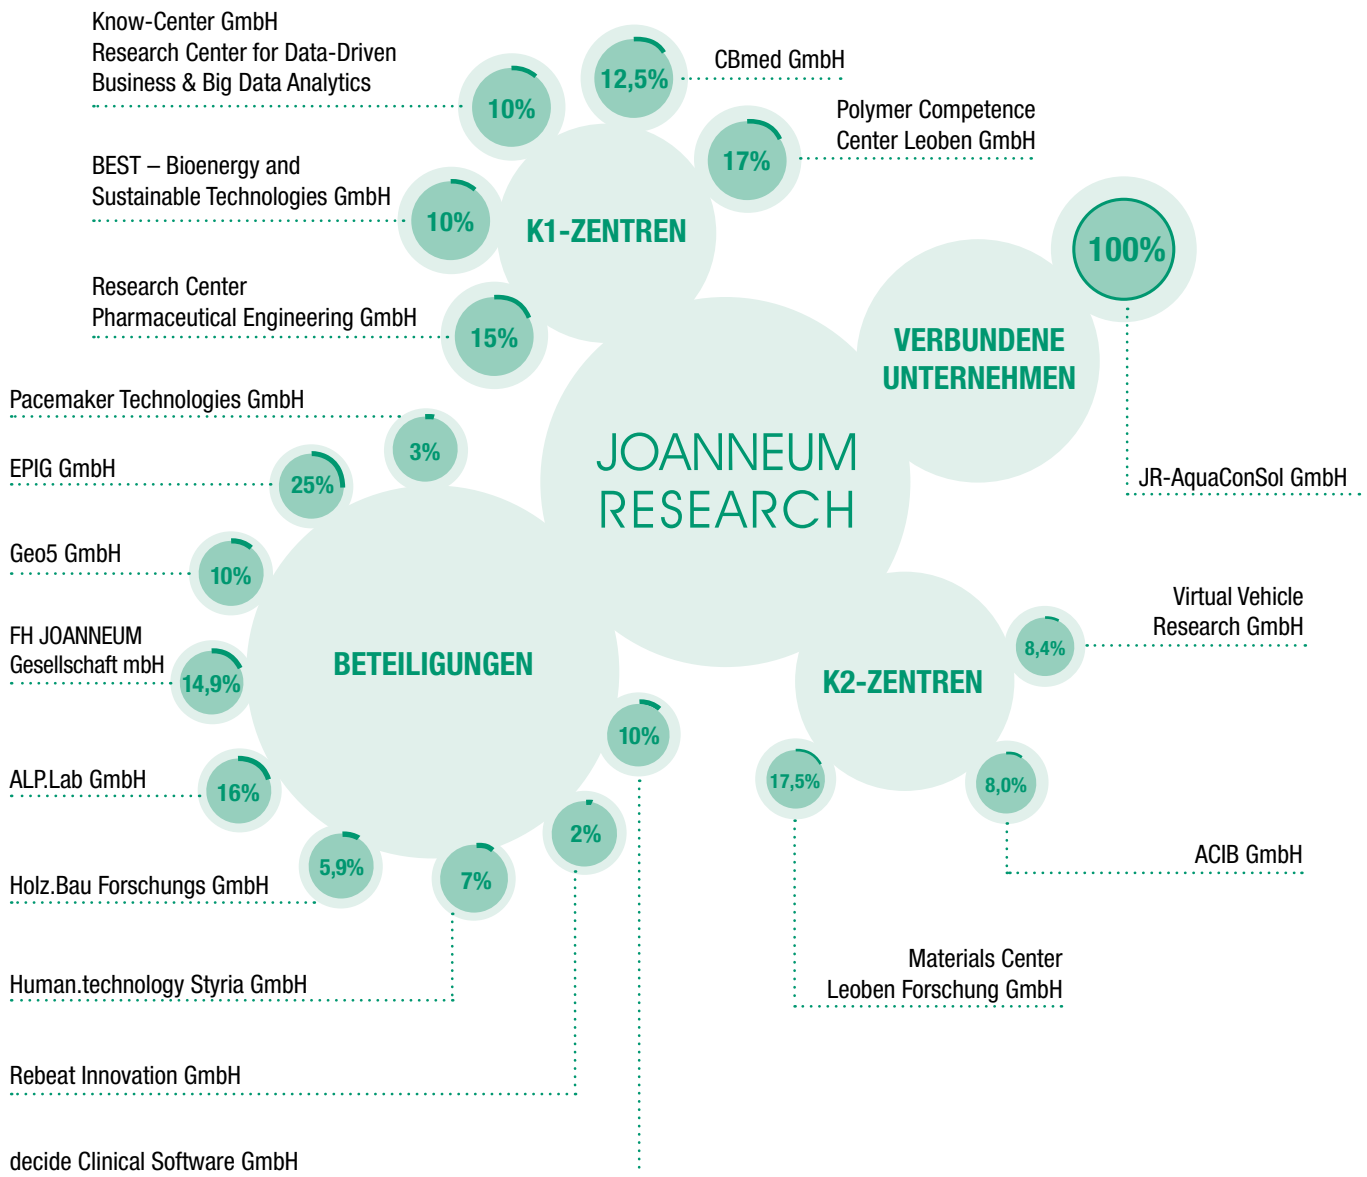 Know-Center GmbH
Research Center for Data-Driven
Business & Big Data Analytics
10%
12,5%
CBmed GmbH
Polymer Competence
Center Leoben GmbH
17%
BEST – Bioenergy and
Sustainable Technologies GmbH
10%
K1-ZENTREN
Research Center
Pharmaceutical Engineering GmbH
15%
100%
VERBUNDENE
UNTERNEHMEN
JR-AquaConSol GmbH
JOANNEUM
RESEARCH
Pacemaker Technologies GmbH
3%
EPIG GmbH
25%
Geo5 GmbH
10%
FH JOANNEUM
Gesellschaft mbH
14,9%
BETEILIGUNGEN
ALP.Lab GmbH
16%
Holz.Bau Forschungs GmbH
5,9%
Human.technology Styria GmbH
7%
Rebeat Innovation GmbH
2%
decide Clinical Software GmbH
10%
K2-ZENTREN
Virtual Vehicle
Research GmbH
8,4%
8,0%
ACIB GmbH
17,5%
Materials Center
Leoben Forschung GmbH